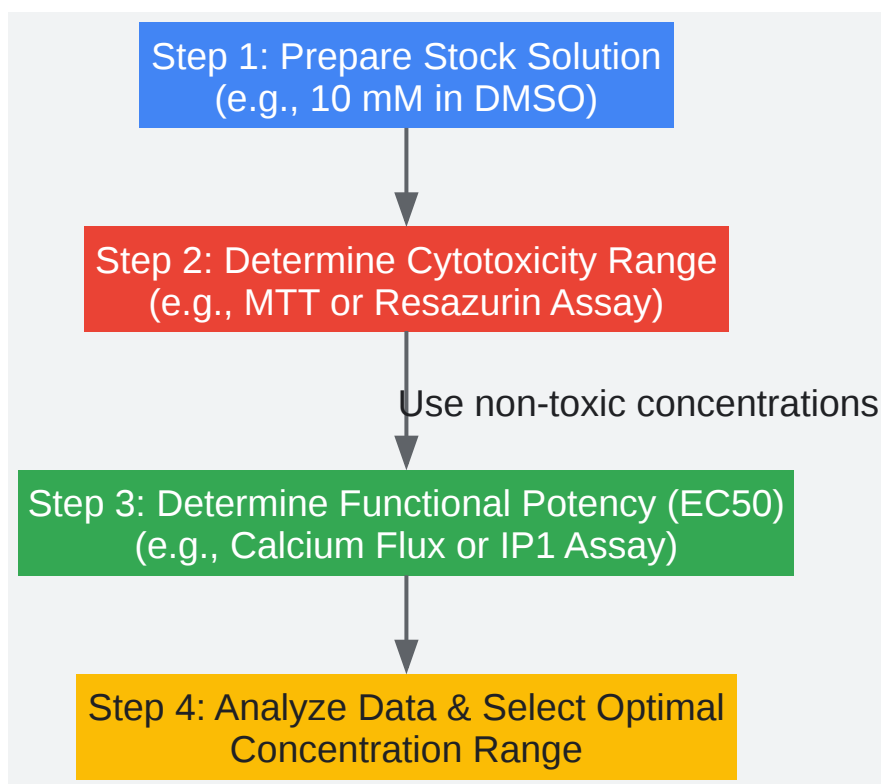 Step 1: Prepare Stock Solution
(e.g., 10 mM in DMSO)
Step 2: Determine Cytotoxicity Range
(e.g., MTT or Resazurin Assay)
Use non-toxic concentrations
Step 3: Determine Functional Potency (EC50)
(e.g., Calcium Flux or IP1 Assay)
Step 4: Analyze Data & Select Optimal
Concentration Range